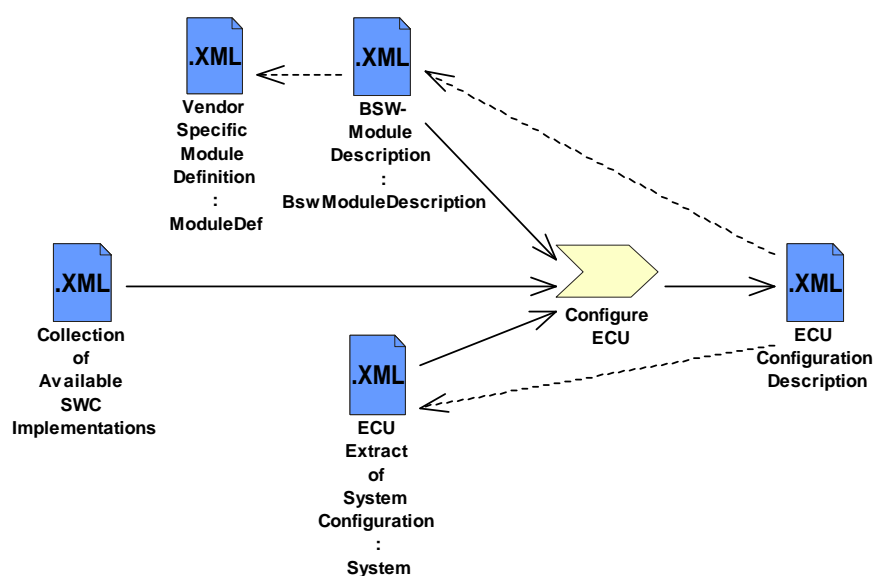 .XML
Vendor
Specific
Module
Definition
:
ModuleDef
.XML
BSW-
Module
Description
:
BswModuleDescription
.XML
Collection
of
Available
SWC
Implementations
Configure
ECU
.XML
ECU
Configuration
Description
.XML
ECU
Extract
of
System
Configuration
:
System